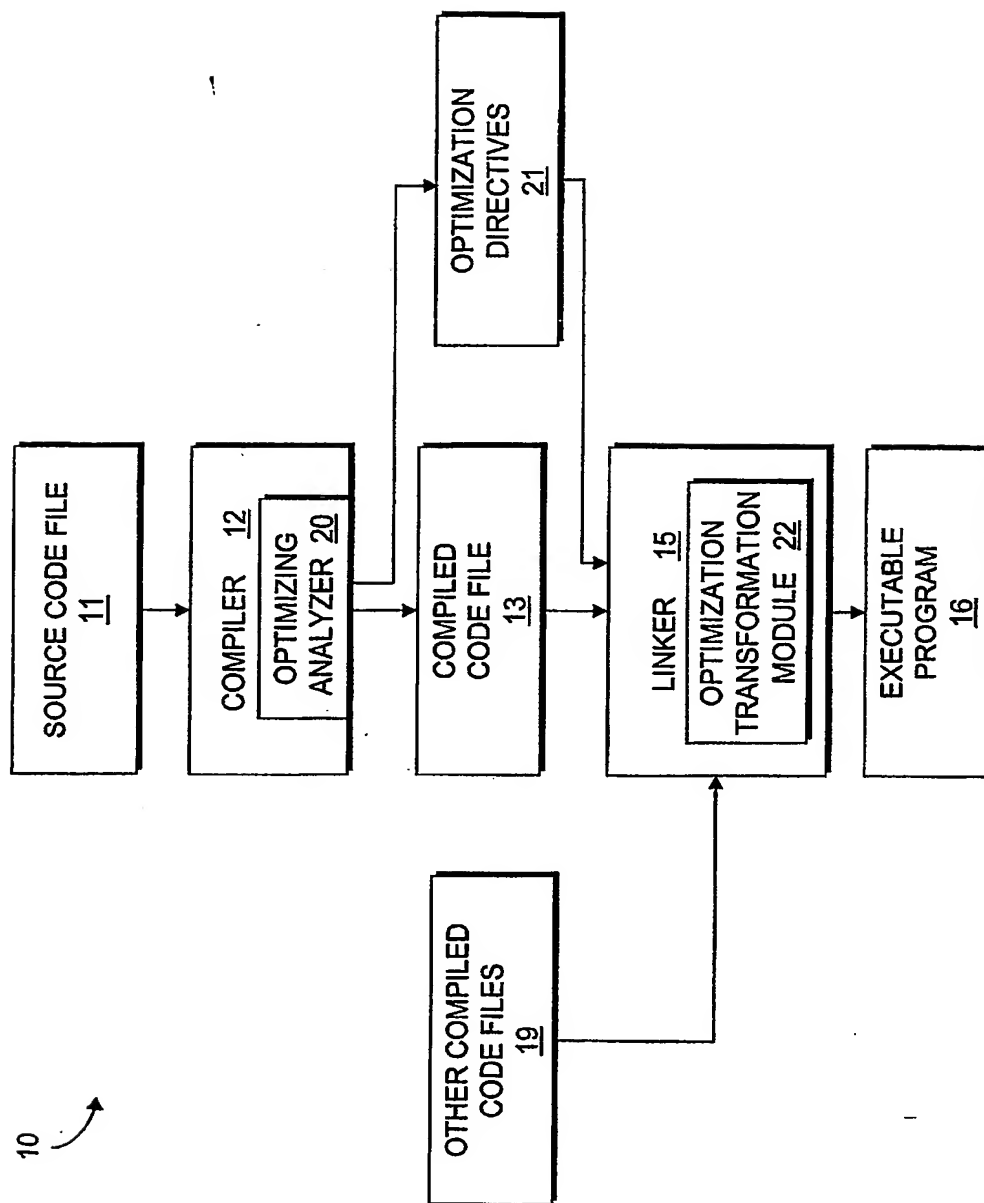 10
SOURCE CODE FILE
11
COMPILER 12
OPTIMIZING
ANALYZER 20
OPTIMIZATION
DIRECTIVES
21
COMPILED
CODE FILE
13
OTHER COMPILED
CODE FILES
19
LINKER 15
OPTIMIZATION
TRANSFORMATION
MODULE 22
EXECUTABLE
PROGRAM
16